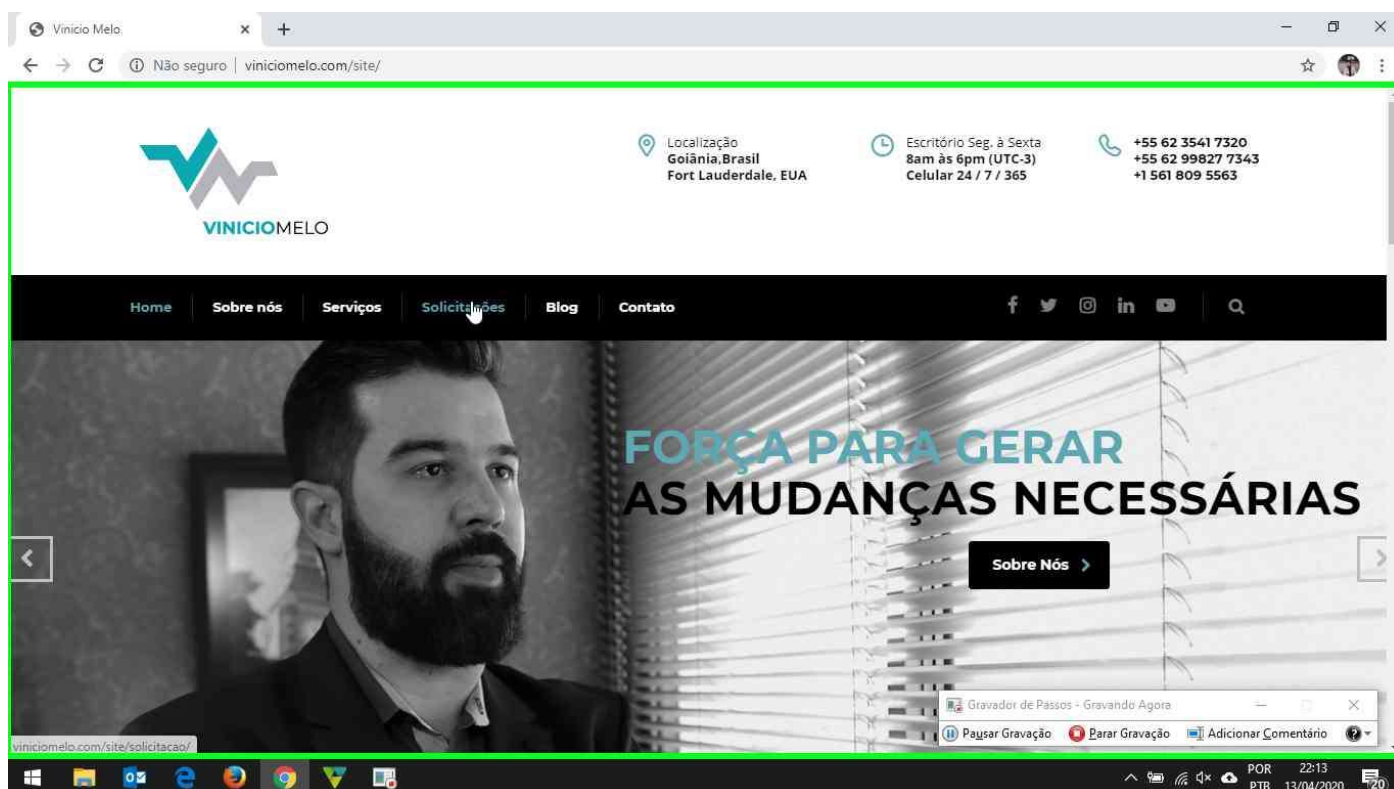 Vinicio Melo
Não seguro | viniciomelo.com/site/
VINICIOMELO
Localização
Goiânia,Brasil
Fort Lauderdale, EUA
Escritório Seg. à Sexta
8am às 6pm (UTC-3)
Celular 24 / 7 / 365
+55 62 3541 7320
+55 62 99827 7343
+1 561 809 5563
Home Sobre nós Serviços Solicitações Blog Contato
FORÇA PARA GERAR
AS MUDANÇAS NECESSÁRIAS
Sobre Nós
Gravador de Passos - Gravando Agora
Pausar Gravação Parar Gravação Adicionar Comentário
viniciomelo.com/site/solicitacao/
POR 22:13
PTB 13/04/2020 20